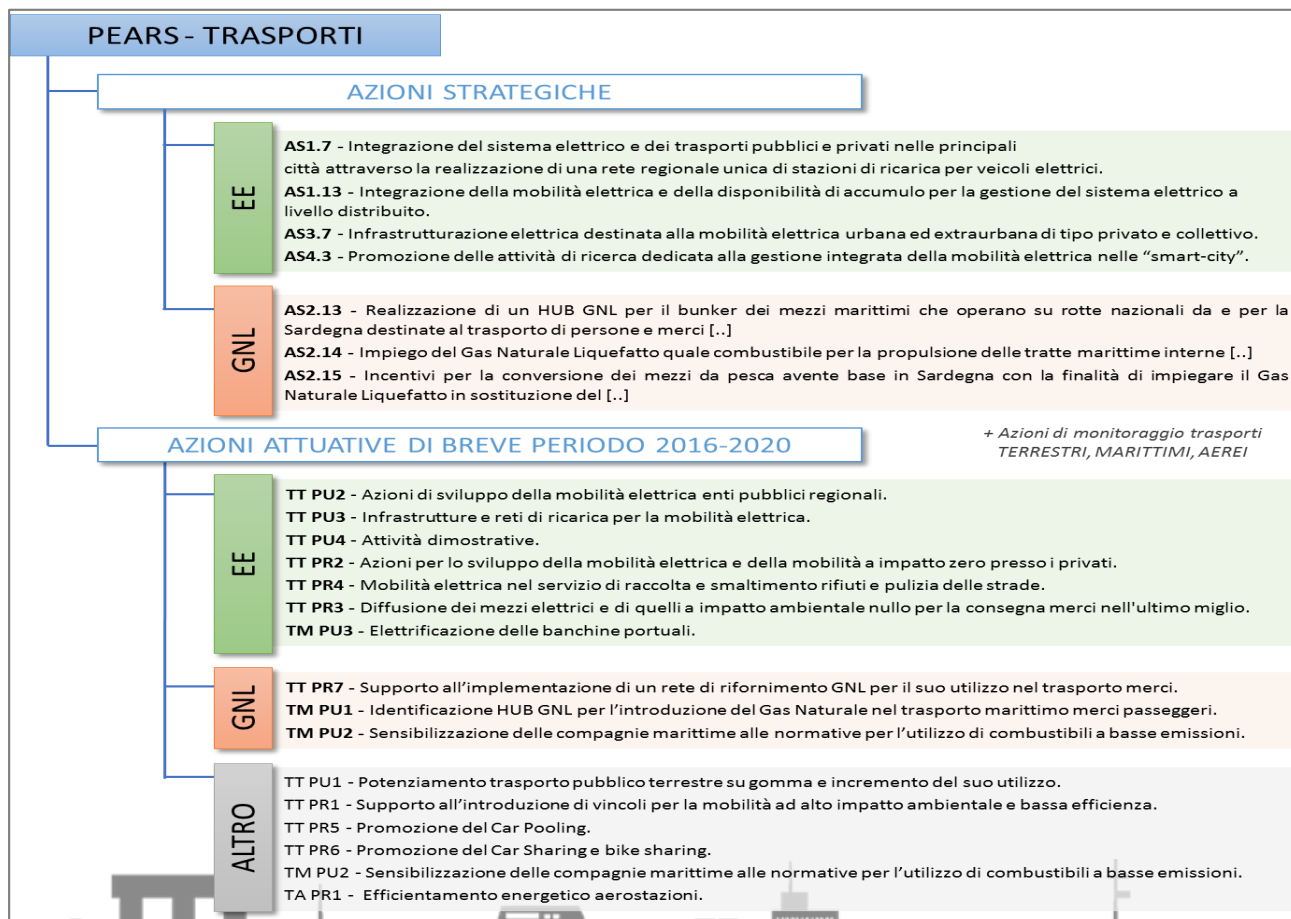 PEARS - TRASPORTI
AZIONI STRATEGICHE
EE
AS1.7 - Integrazione del sistema elettrico e dei trasporti pubblici e privati nelle principali
città attraverso la realizzazione di una rete regionale unica di stazioni di ricarica per veicoli elettrici.
AS1.13 - Integrazione della mobilità elettrica e della disponibilità di accumulo per la gestione del sistema elettrico a
livello distribuito.
AS3.7 - Infrastrutturazione elettrica destinata alla mobilità elettrica urbana ed extraurbana di tipo privato e collettivo.
AS4.3 - Promozione delle attività di ricerca dedicata alla gestione integrata della mobilità elettrica nelle “smart-city”.
GNL
AS2.13 - Realizzazione di un HUB GNL per il bunker dei mezzi marittimi che operano su rotte nazionali da e per la
Sardegna destinate al trasporto di persone e merci [..]
AS2.14 - Impiego del Gas Naturale Liquefatto quale combustibile per la propulsione delle tratte marittime interne [..]
AS2.15 - Incentivi per la conversione dei mezzi da pesca avente base in Sardegna con la finalità di impiegare il Gas
Naturale Liquefatto in sostituzione del [..]
AZIONI ATTUATIVE DI BREVE PERIODO 2016-2020
+ Azioni di monitoraggio trasporti
TERRESTRI, MARITTIMI, AEREI
EE
TT PU2 - Azioni di sviluppo della mobilità elettrica enti pubblici regionali.
TT PU3 - Infrastrutture e reti di ricarica per la mobilità elettrica.
TT PU4 - Attività dimostrative.
TT PR2 - Azioni per lo sviluppo della mobilità elettrica e della mobilità a impatto zero presso i privati.
TT PR4 - Mobilità elettrica nel servizio di raccolta e smaltimento rifiuti e pulizia delle strade.
TT PR3 - Diffusione dei mezzi elettrici e di quelli a impatto ambientale nullo per la consegna merci nell'ultimo miglio.
TM PU3 - Elettrificazione delle banchine portuali.
GNL
TT PR7 - Supporto all’implementazione di un rete di rifornimento GNL per il suo utilizzo nel trasporto merci.
TM PU1 - Identificazione HUB GNL per l’introduzione del Gas Naturale nel trasporto marittimo merci passeggeri.
TM PU2 - Sensibilizzazione delle compagnie marittime alle normative per l’utilizzo di combustibili a basse emissioni.
ALTRO
TT PU1 - Potenziamento trasporto pubblico terrestre su gomma e incremento del suo utilizzo.
TT PR1 - Supporto all’introduzione di vincoli per la mobilità ad alto impatto ambientale e bassa efficienza.
TT PR5 - Promozione del Car Pooling.
TT PR6 - Promozione del Car Sharing e bike sharing.
TM PU2 - Sensibilizzazione delle compagnie marittime alle normative per l’utilizzo di combustibili a basse emissioni.
TA PR1 - Efficientamento energetico aerostazioni.